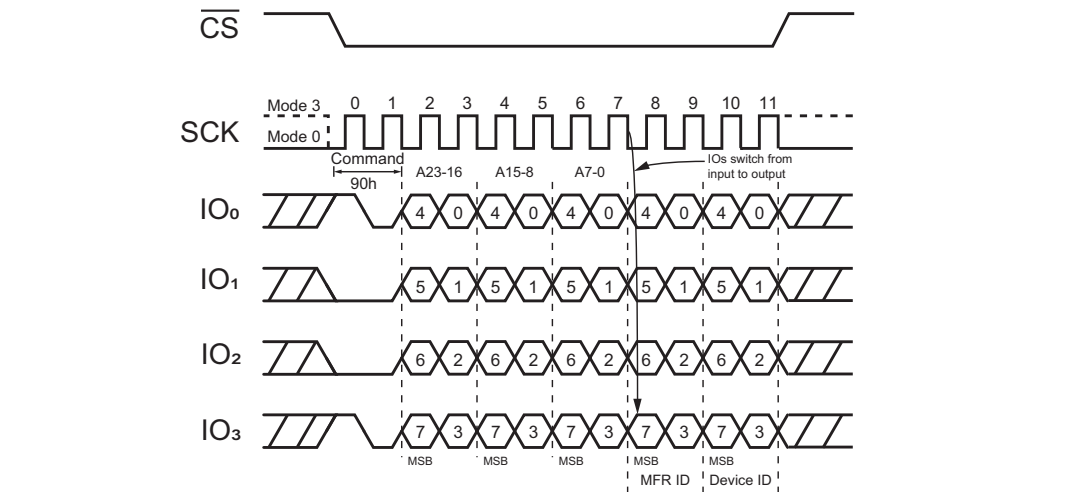 CS
Mode 3 0 1 2 3 4 5 6 7 8 9 10 11
SCK
Mode 0
Command
IOs switch from
input to output
90h
A23-16 A15-8 A7-0
IO₀ 4 0 4 0 4 0 4 0 4 0
IO₁ 5 1 5 1 5 1 5 1 5 1
IO₂ 6 2 6 2 6 2 6 2 6 2
IO₃ 7 3 7 3 7 3 7 3 7 3
MSB MSB MSB MSB MSB
MFR ID Device ID